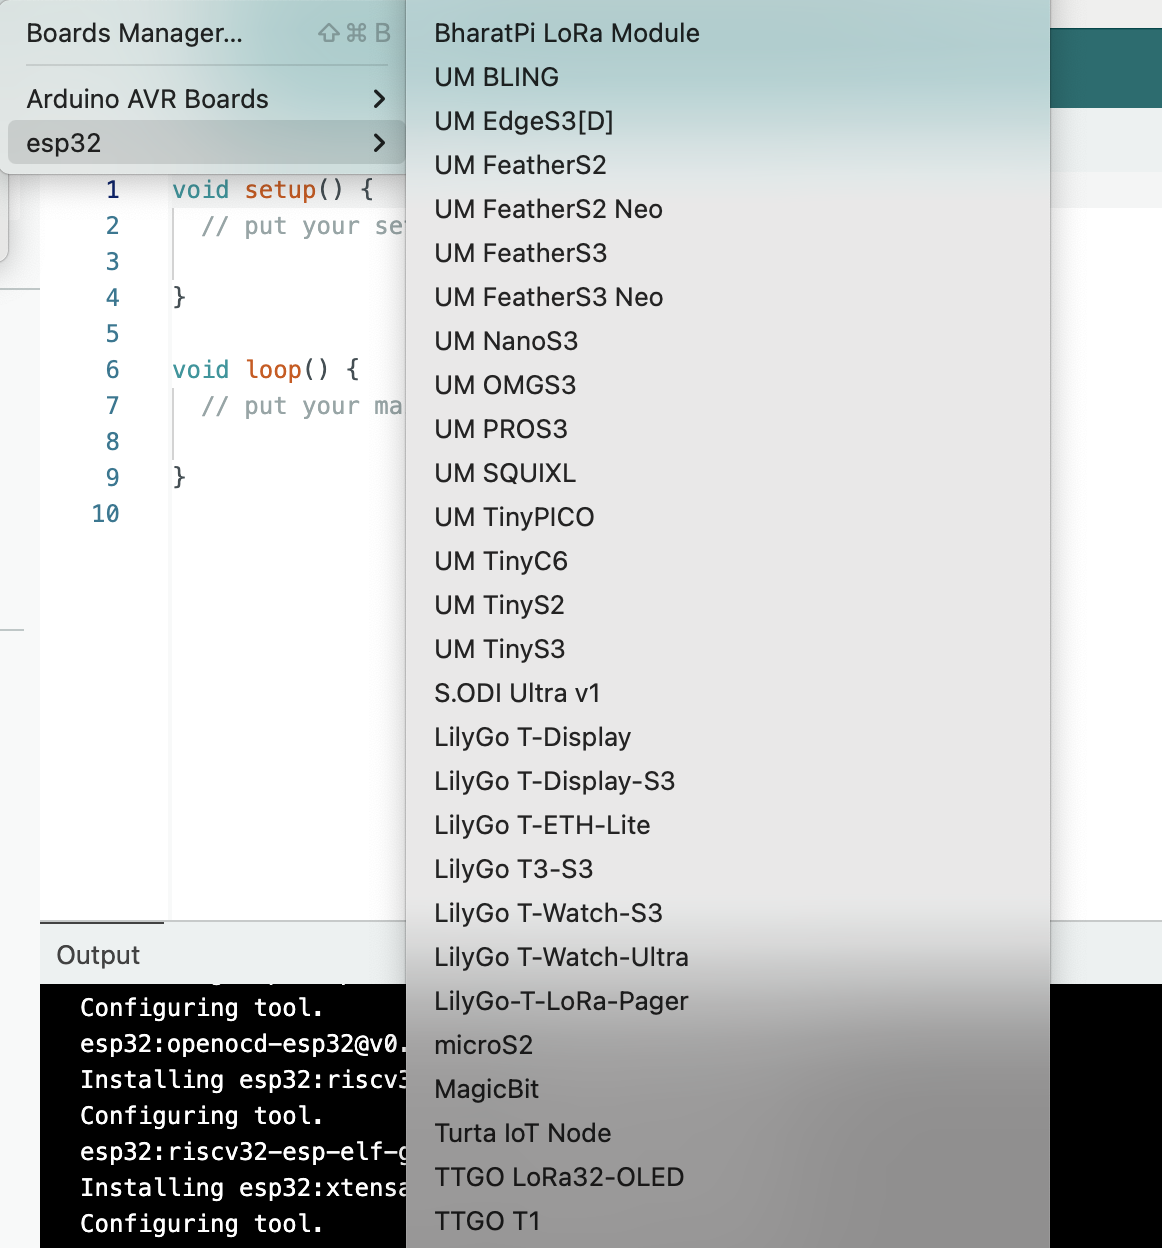 Boards Manager... ⇧ ⌘ B
Arduino AVR Boards
esp32
BharatPi LoRa Module
UM BLING
UM EdgeS3[D]
UM FeatherS2
UM FeatherS2 Neo
UM FeatherS3
UM FeatherS3 Neo
UM NanoS3
UM OMGS3
UM PROS3
UM SQUIXL
UM TinyPICO
UM TinyC6
UM TinyS2
UM TinyS3
S.ODI Ultra v1
LilyGo T-Display
LilyGo T-Display-S3
LilyGo T-ETH-Lite
LilyGo T3-S3
LilyGo T-Watch-S3
LilyGo T-Watch-Ultra
LilyGo-T-LoRa-Pager
microS2
MagicBit
Turta IoT Node
TTGO LoRa32-OLED
TTGO T1
1 void setup() {
2 // put your se
3
4 }
5
6 void loop() {
7 // put your ma
8
9 }
10
Output
Configuring tool.
esp32:openocd-esp32@v0.
Installing esp32:riscv3
Configuring tool.
esp32:riscv32-esp-elf-g
Installing esp32:xtensa
Configuring tool.